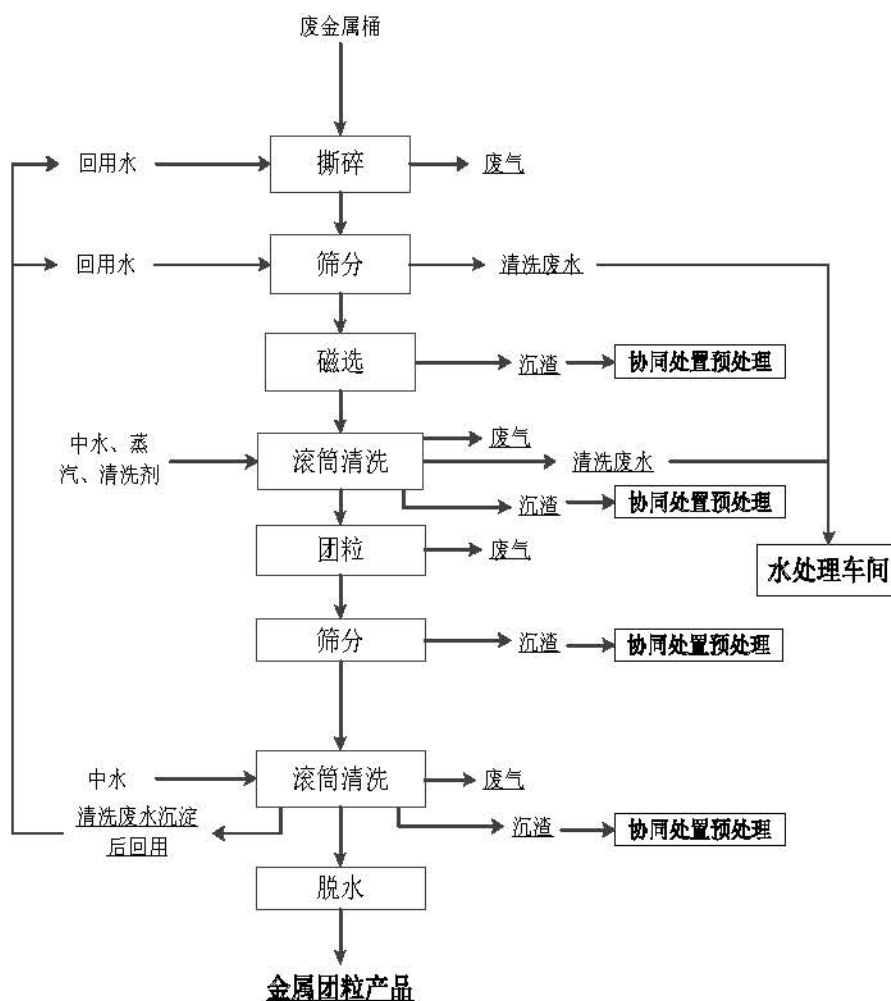 废金属桶
回用水
撕碎
废气
回用水
筛分
清洗废水
磁选
沉渣
协同处置预处理
中水、蒸
汽、清洗剂
滚筒清洗
废气
清洗废水
沉渣
协同处置预处理
团粒
废气
水处理车间
筛分
沉渣
协同处置预处理
中水
滚筒清洗
废气
清洗废水沉淀
后回用
沉渣
协同处置预处理
脱水
金属团粒产品